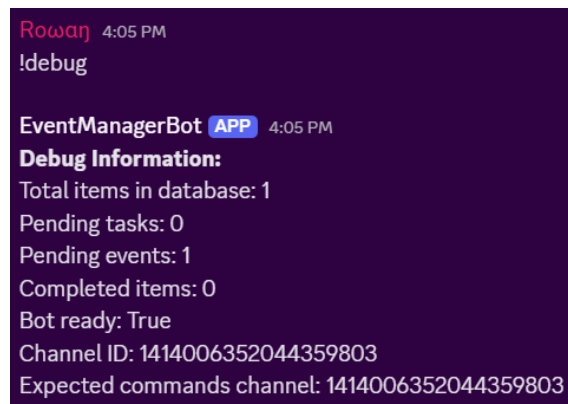 Roωaŋ 4:05 PM
!debug
EventManagerBot APP 4:05 PM
Debug Information:
Total items in database: 1
Pending tasks: 0
Pending events: 1
Completed items: 0
Bot ready: True
Channel ID: 1414006352044359803
Expected commands channel: 1414006352044359803